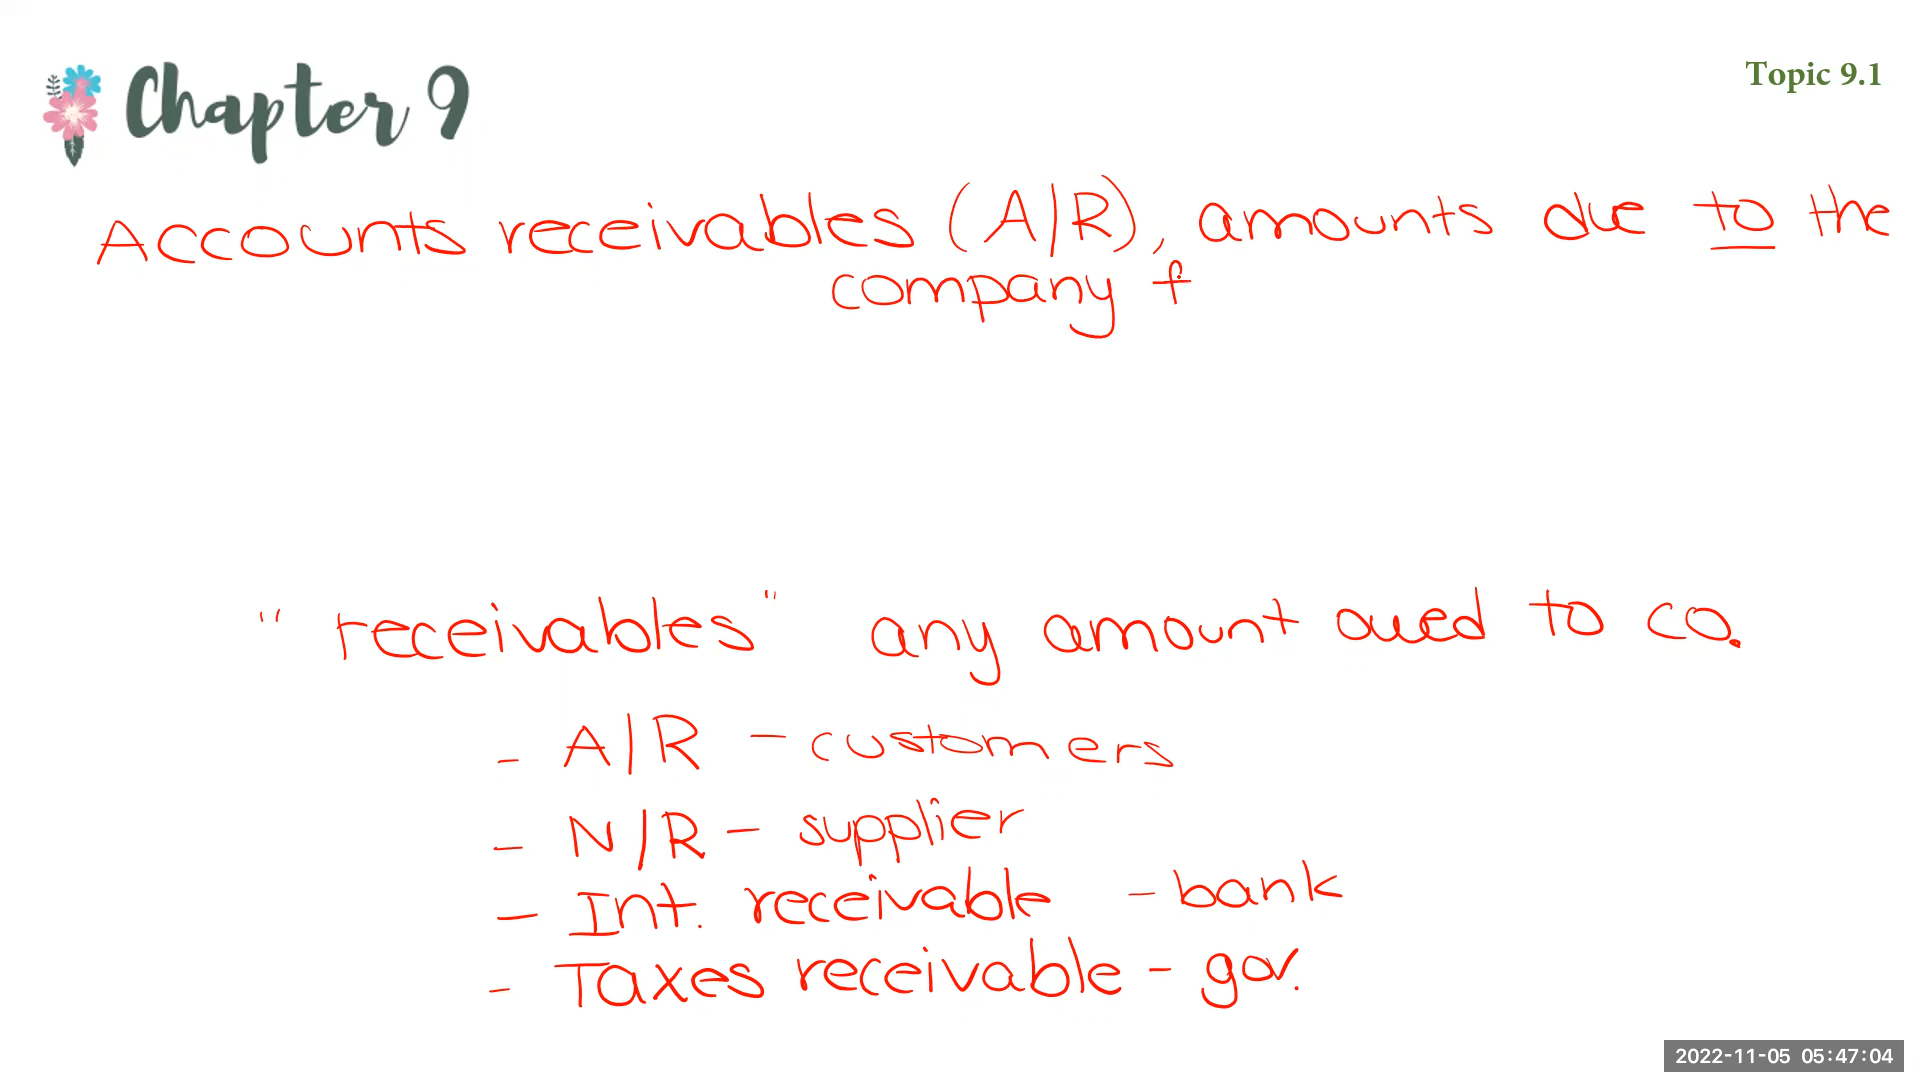 Chapter 9
Topic 9.1
Accounts receivables (A/R), amounts due to the
company f
"receivables" any amount owed to co.
- A/R - customers
- N/R - supplier
- Int. receivable - bank
- Taxes receivable - gov.
2022-11-05 05:47:04